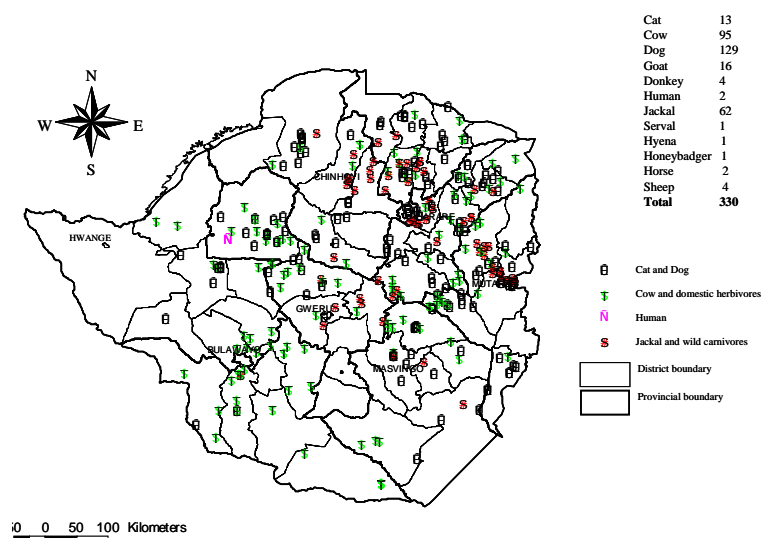 Cat 13
Cow 95
Dog 129
Goat 16
Donkey 4
Human 2
Jackal 62
Serval 1
Hyena 1
Honeybadger 1
Horse 2
Sheep 4
Total 330
N
W E
S
CHINHOYI
HARARE
HWANGE
MUTARE
GWERU
BULAWAYO
MASVINGO
Cat and Dog
Cow and domestic herbivores
Ñ Human
Jackal and wild carnivores
District boundary
Provincial boundary
50 0 50 100 Kilometers